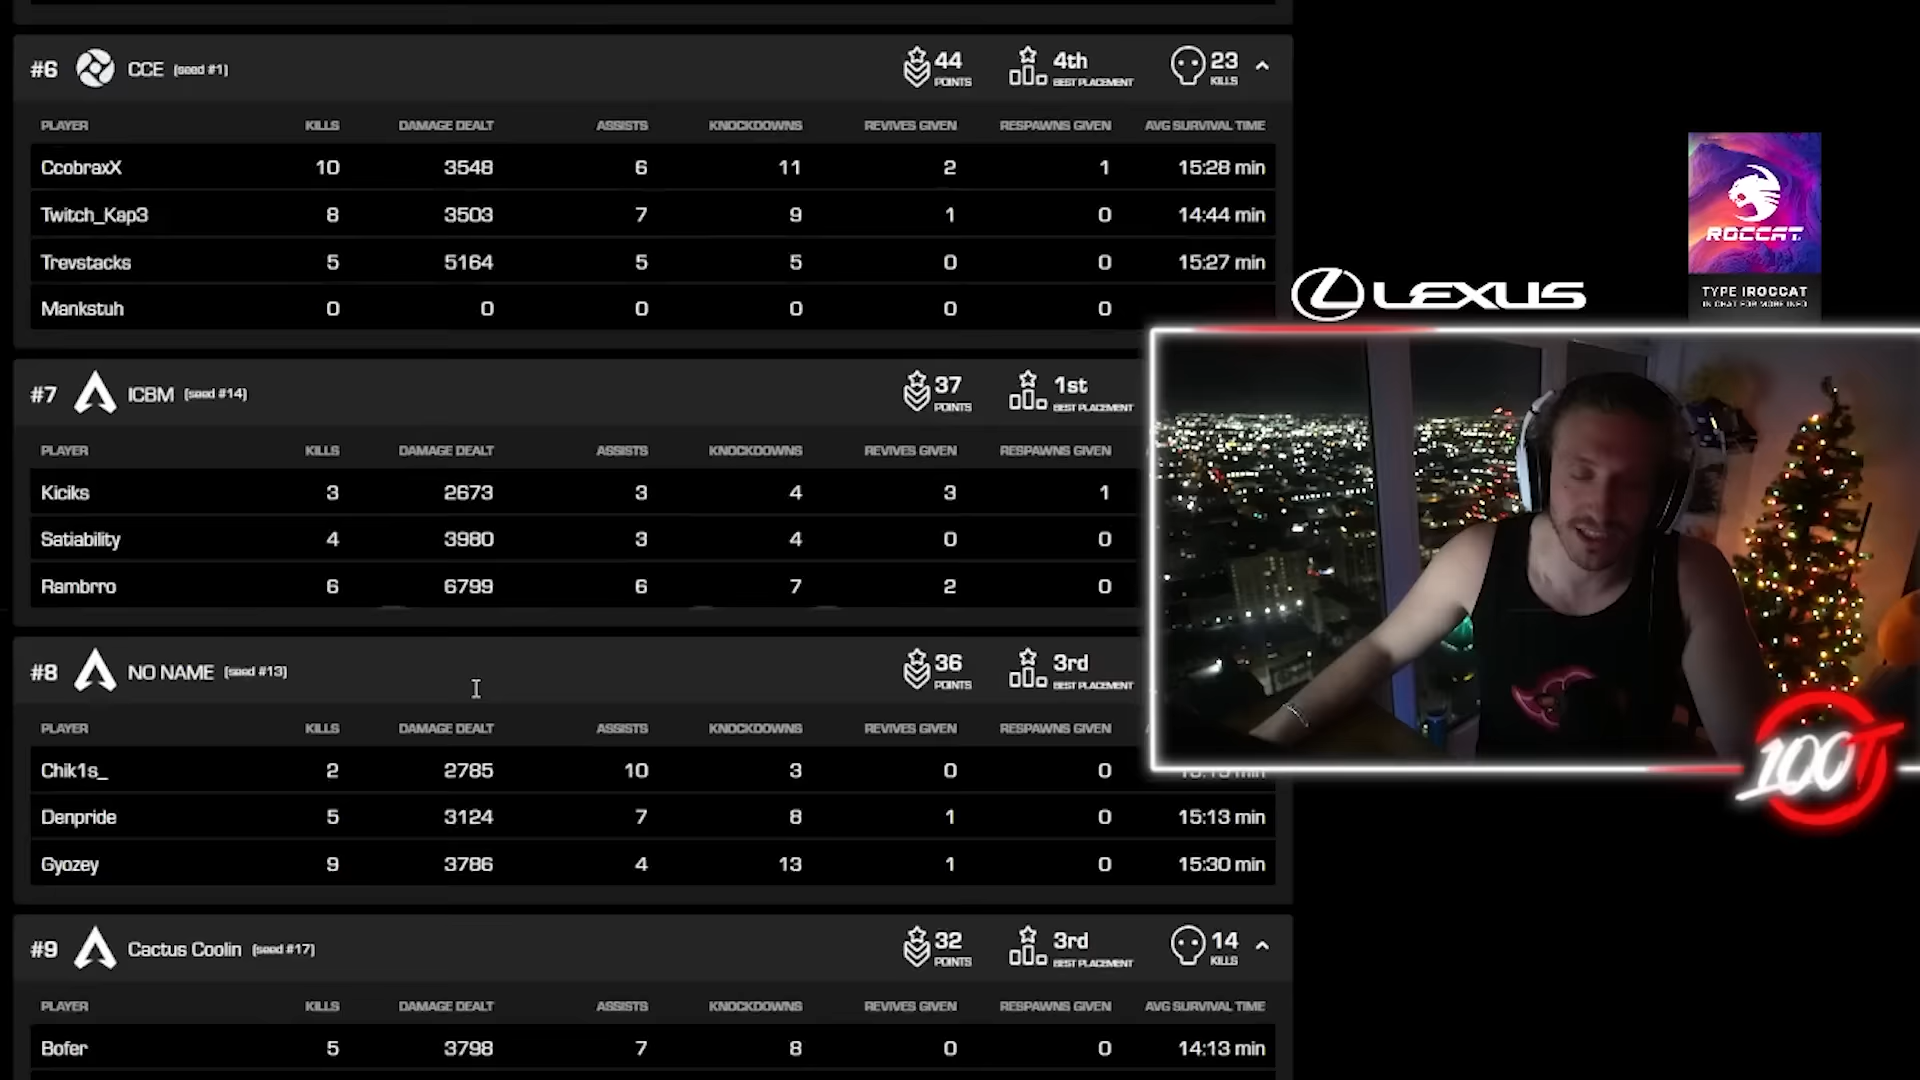 #6 CCE (seed #1) 44 POINTS 4th BEST PLACEMENT 23 KILLS
PLAYER KILLS DAMAGE DEALT ASSISTS KNOCKDOWNS REVIVES GIVEN RESPAWNS GIVEN AVG SURVIVAL TIME
CcobraxX 10 3548 6 11 2 1 15:28 min
Twitch_Kap3 8 3503 7 9 1 0 14:44 min
Trevstacks 5 5164 5 5 0 0 15:27 min
Mankstuh 0 0 0 0 0 0
ROCCAT
TYPE !ROCCAT
IN CHAT FOR MORE INFO
LEXUS
#7 ICBM (seed #14) 37 POINTS 1st BEST PLACEMENT
PLAYER KILLS DAMAGE DEALT ASSISTS KNOCKDOWNS REVIVES GIVEN RESPAWNS GIVEN
Kiciks 3 2673 3 4 3 1
Satiability 4 3980 3 4 0 0
Rambrro 6 6799 6 7 2 0
#8 NO NAME (seed #13) 36 POINTS 3rd BEST PLACEMENT
PLAYER KILLS DAMAGE DEALT ASSISTS KNOCKDOWNS REVIVES GIVEN RESPAWNS GIVEN
Chik1s_ 2 2785 10 3 0 0
Denpride 5 3124 7 8 1 0 15:13 min
Gyozey 9 3786 4 13 1 0 15:30 min
100T
#9 Cactus Coolin (seed #17) 32 POINTS 3rd BEST PLACEMENT 14 KILLS
PLAYER KILLS DAMAGE DEALT ASSISTS KNOCKDOWNS REVIVES GIVEN RESPAWNS GIVEN AVG SURVIVAL TIME
Bofer 5 3798 7 8 0 0 14:13 min